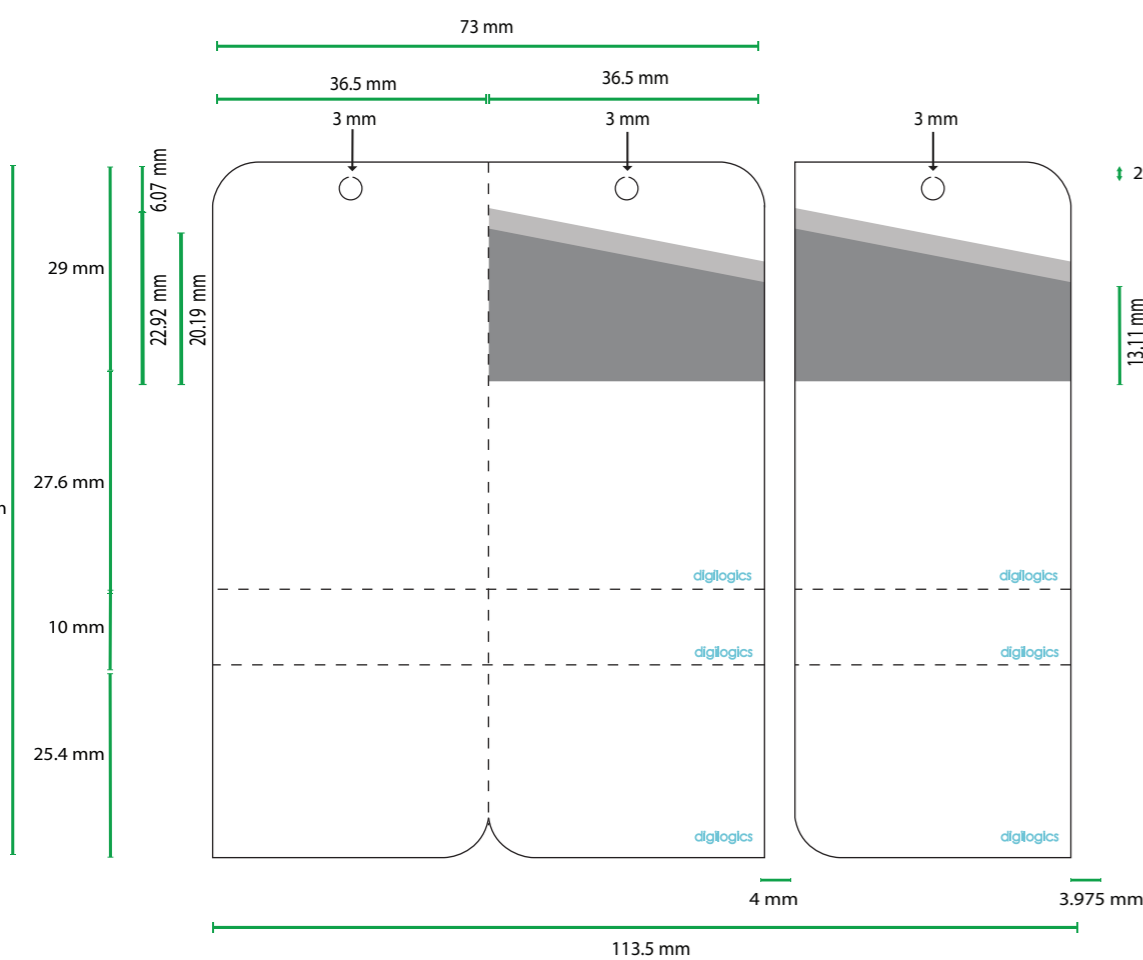 73 mm
36.5 mm
36.5 mm
3 mm
3 mm
3 mm
6.07 mm
2
29 mm
22.92 mm
20.19 mm
13.11 mm
27.6 mm
digilogics
digilogics
10 mm
digilogics
digilogics
25.4 mm
digilogics
digilogics
4 mm
3.975 mm
113.5 mm